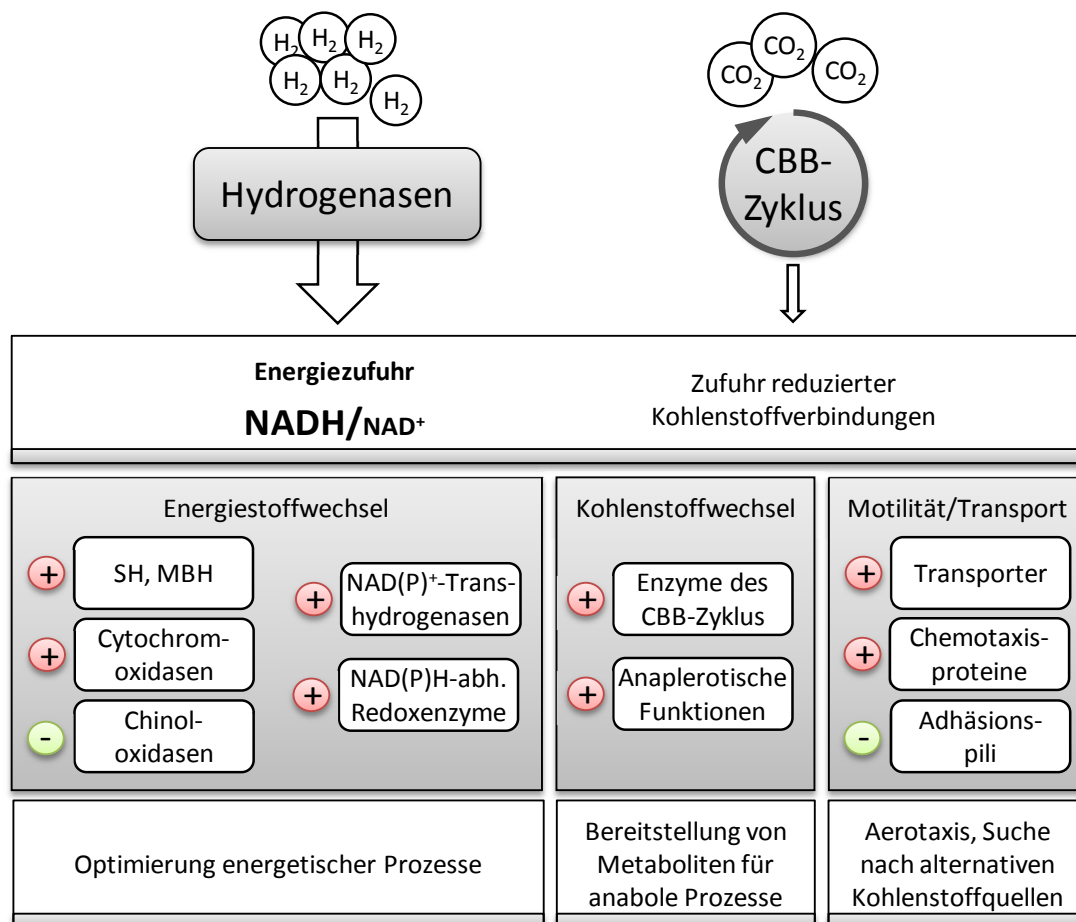 H2
H2
H2
H2
H2
H2
CO2
CO2
CO2
Hydrogenasen
CBB-
Zyklus
Energiezufuhr
NADH/NAD+
Zufuhr reduzierter
Kohlenstoffverbindungen
Energiestoffwechsel
+
SH, MBH
+
Cytochrom-
oxidasen
-
Chinol-
oxidasen
+
NAD(P)+-Trans-
hydrogenasen
+
NAD(P)H-abh.
Redoxenzyme
Kohlenstoffwechsel
+
Enzyme des
CBB-Zyklus
+
Anaplerotische
Funktionen
Motilität/Transport
+
Transporter
+
Chemotaxis-
proteine
-
Adhäsions-
pili
Optimierung energetischer Prozesse
Bereitstellung von
Metaboliten für
anabole Prozesse
Aerotaxis, Suche
nach alternativen
Kohlenstoffquellen